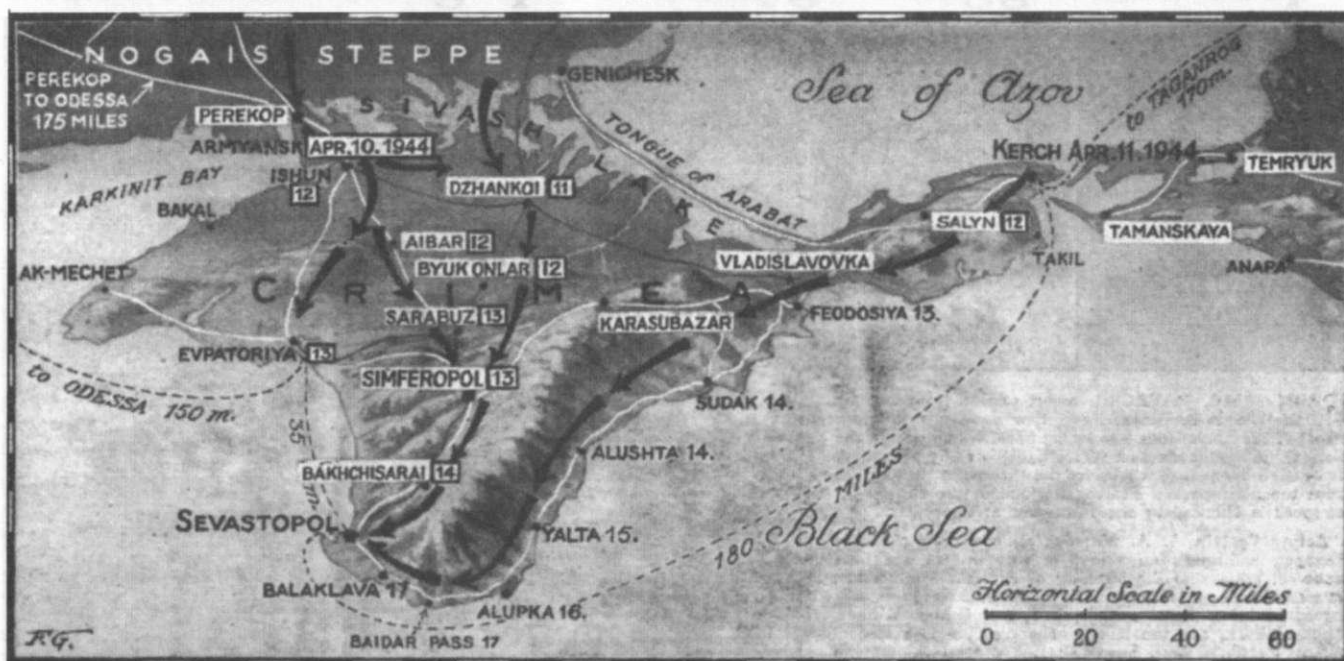 NOGAIS STEPPE
PEREKOP
TO ODESSA
175 MILES
GENICHESK
Sea of Azov
to TAGANROG
170 m.
PEREKOP
SIVASH LAKE
TONGUE of ARABAT
ARMYANSK APR. 10. 1944
KERCH APR. 11. 1944
TEMRYUK
KARKINIT BAY
ISHUN
12
DZHANKOI 11
BAKAL
SALYN 12
TAMANSKAYA
AIBAR 12
BYUK ONLAR 12
VLADISLAVOVKA
TAKIL
ANAPA
AK-MECHET
CRIMEA
SARABUZ 13
KARASUBAZAR
FEODOSIYA 13.
EVPATORIYA 13
SIMFEROPOL 13
to ODESSA 150 m.
SUDAK 14.
35 m.
ALUSHTA 14.
BAKHCHISARAI 14
180 MILES
SEVASTOPOL
YALTA 15.
Black Sea
BALAKLAVA 17
ALUPKA 16.
BAIDAR PASS 17
F.G.
Horizontal Scale in Miles
0 20 40 60